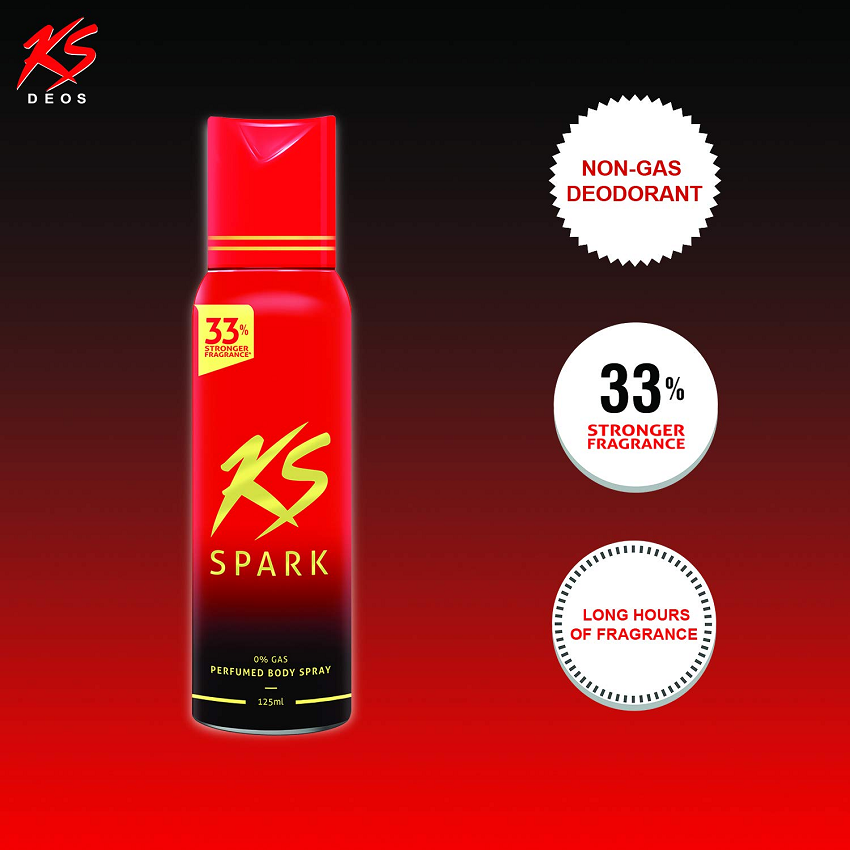 KS
DEOS
33%
STRONGER
FRAGRANCE*
KS
SPARK
0% GAS
PERFUMED BODY SPRAY
125ml
NON-GAS
DEODORANT
33%
STRONGER
FRAGRANCE
LONG HOURS
OF FRAGRANCE